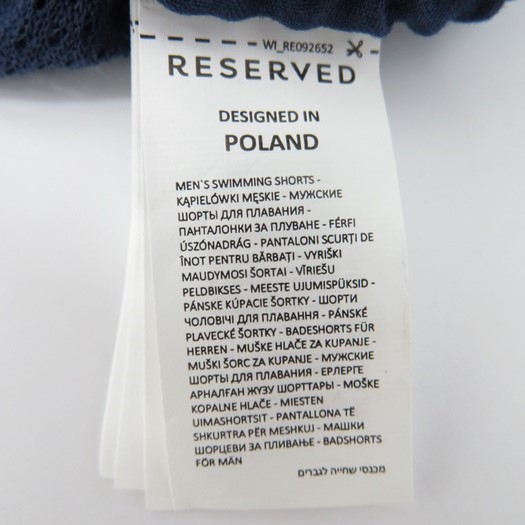 WI_RE092652
RESERVED
DESIGNED IN
POLAND
MEN`S SWIMMING SHORTS -
KĄPIELÓWKI MĘSKIE - МУЖСКИЕ
ШОРТЫ ДЛЯ ПЛАВАНИЯ -
ПАНТАЛОНКИ ЗА ПЛУВАНЕ - FÉRFI
ÚSZÓNADRÁG - PANTALONI SCURȚI DE
ÎNOT PENTRU BĂRBAȚI - VYRIŠKI
MAUDYMOSI ŠORTAI - VĪRIEŠU
PELDBIKSES - MEESTE UJUMISPÜKSID -
PÁNSKE KÚPACIE ŠORTKY - ШОРТИ
ЧОЛОВІЧІ ДЛЯ ПЛАВАННЯ - PÁNSKÉ
PLAVECKÉ ŠORTKY - BADESHORTS FÜR
HERREN - MUŠKE HLAČE ZA KUPANJE -
MUŠKI ŠORC ZA KUPANJE - МУЖСКИЕ
ШОРТЫ ДЛЯ ПЛАВАНИЯ - ЕРЛЕРГЕ
АРНАЛҒАН ЖҮЗУ ШОРТТАРЫ - MOŠKE
KOPALNE HLAČE - MIESTEN
UIMASHORTSIT - PANTALLONA TË
SHKURTRA PËR MESHKUJ - МАШКИ
ШОРЦЕВИ ЗА ПЛИВАЊЕ - BADSHORTS
FÖR MÄN
מכנסי שחייה לגברים